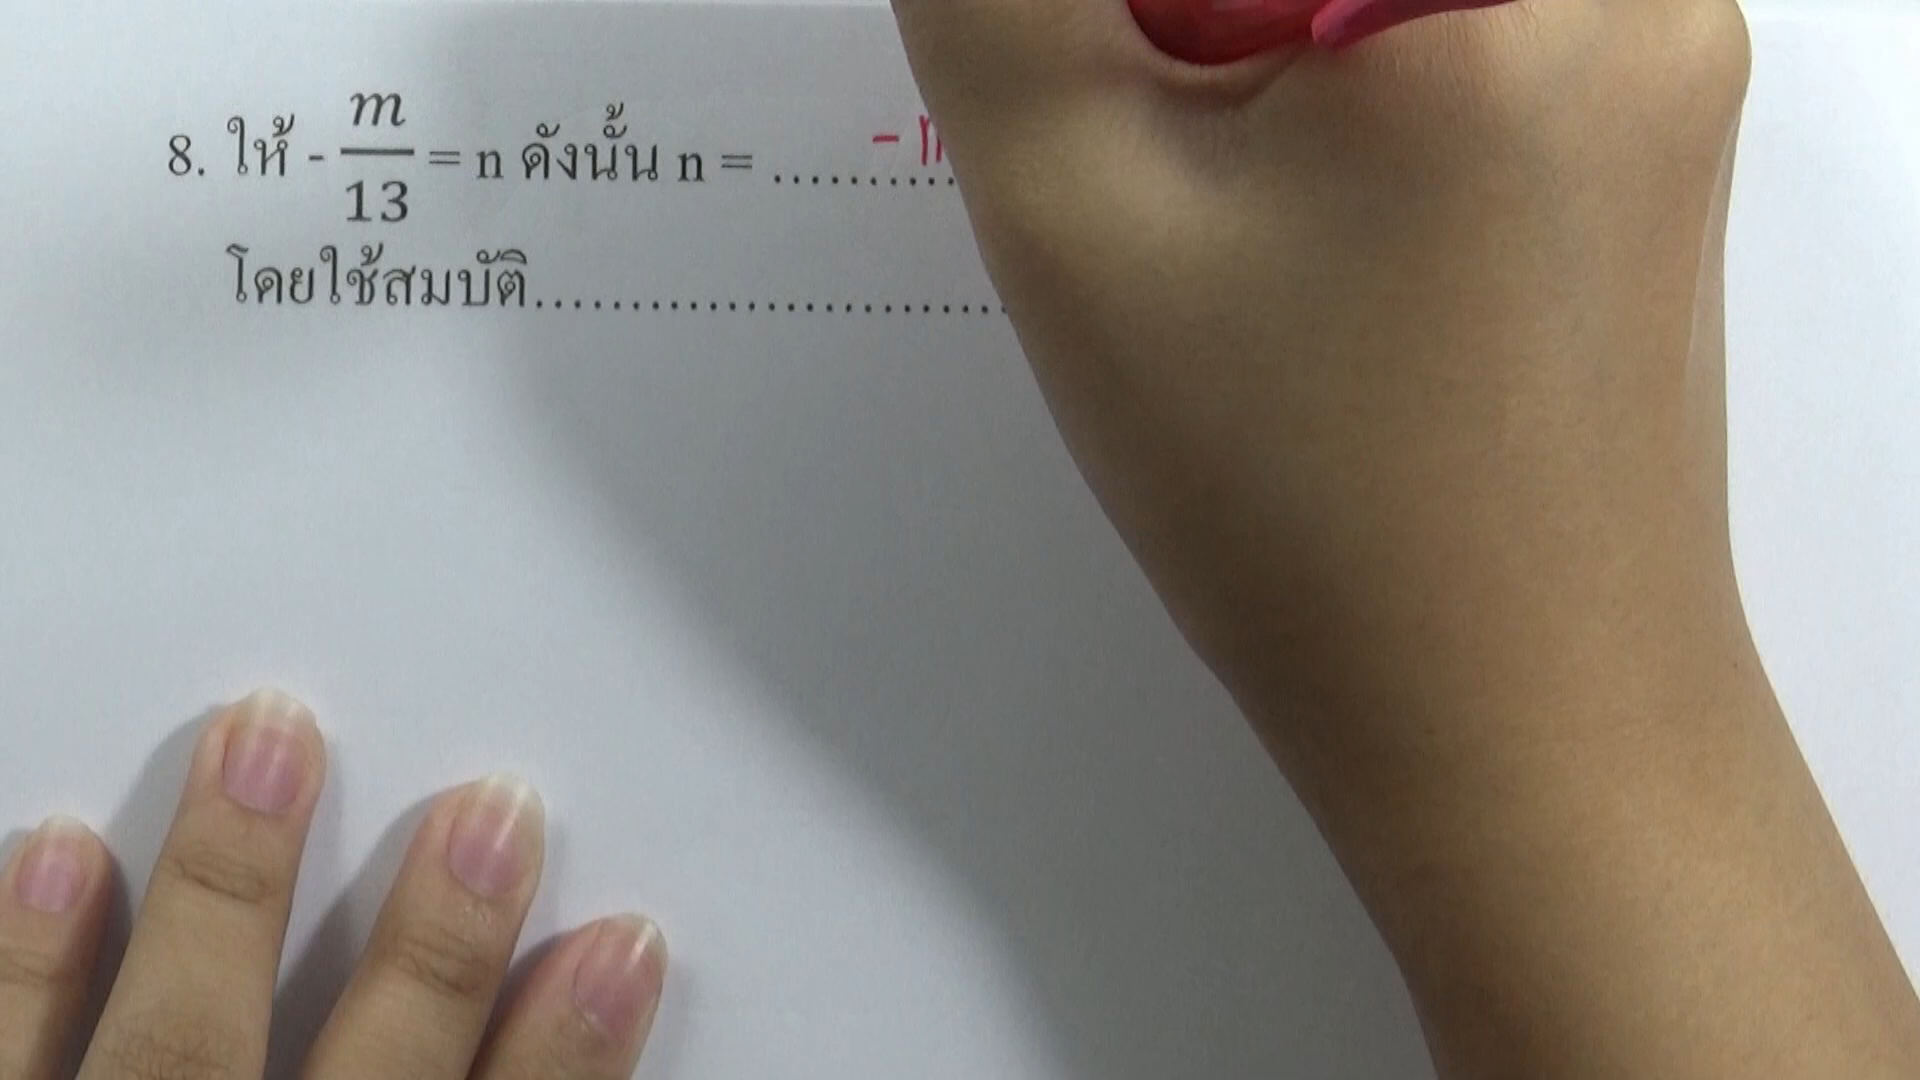 8. ให้ - m/13 = n ดังนั้น n = .......... -
โดยใช้สมบัติ.........................